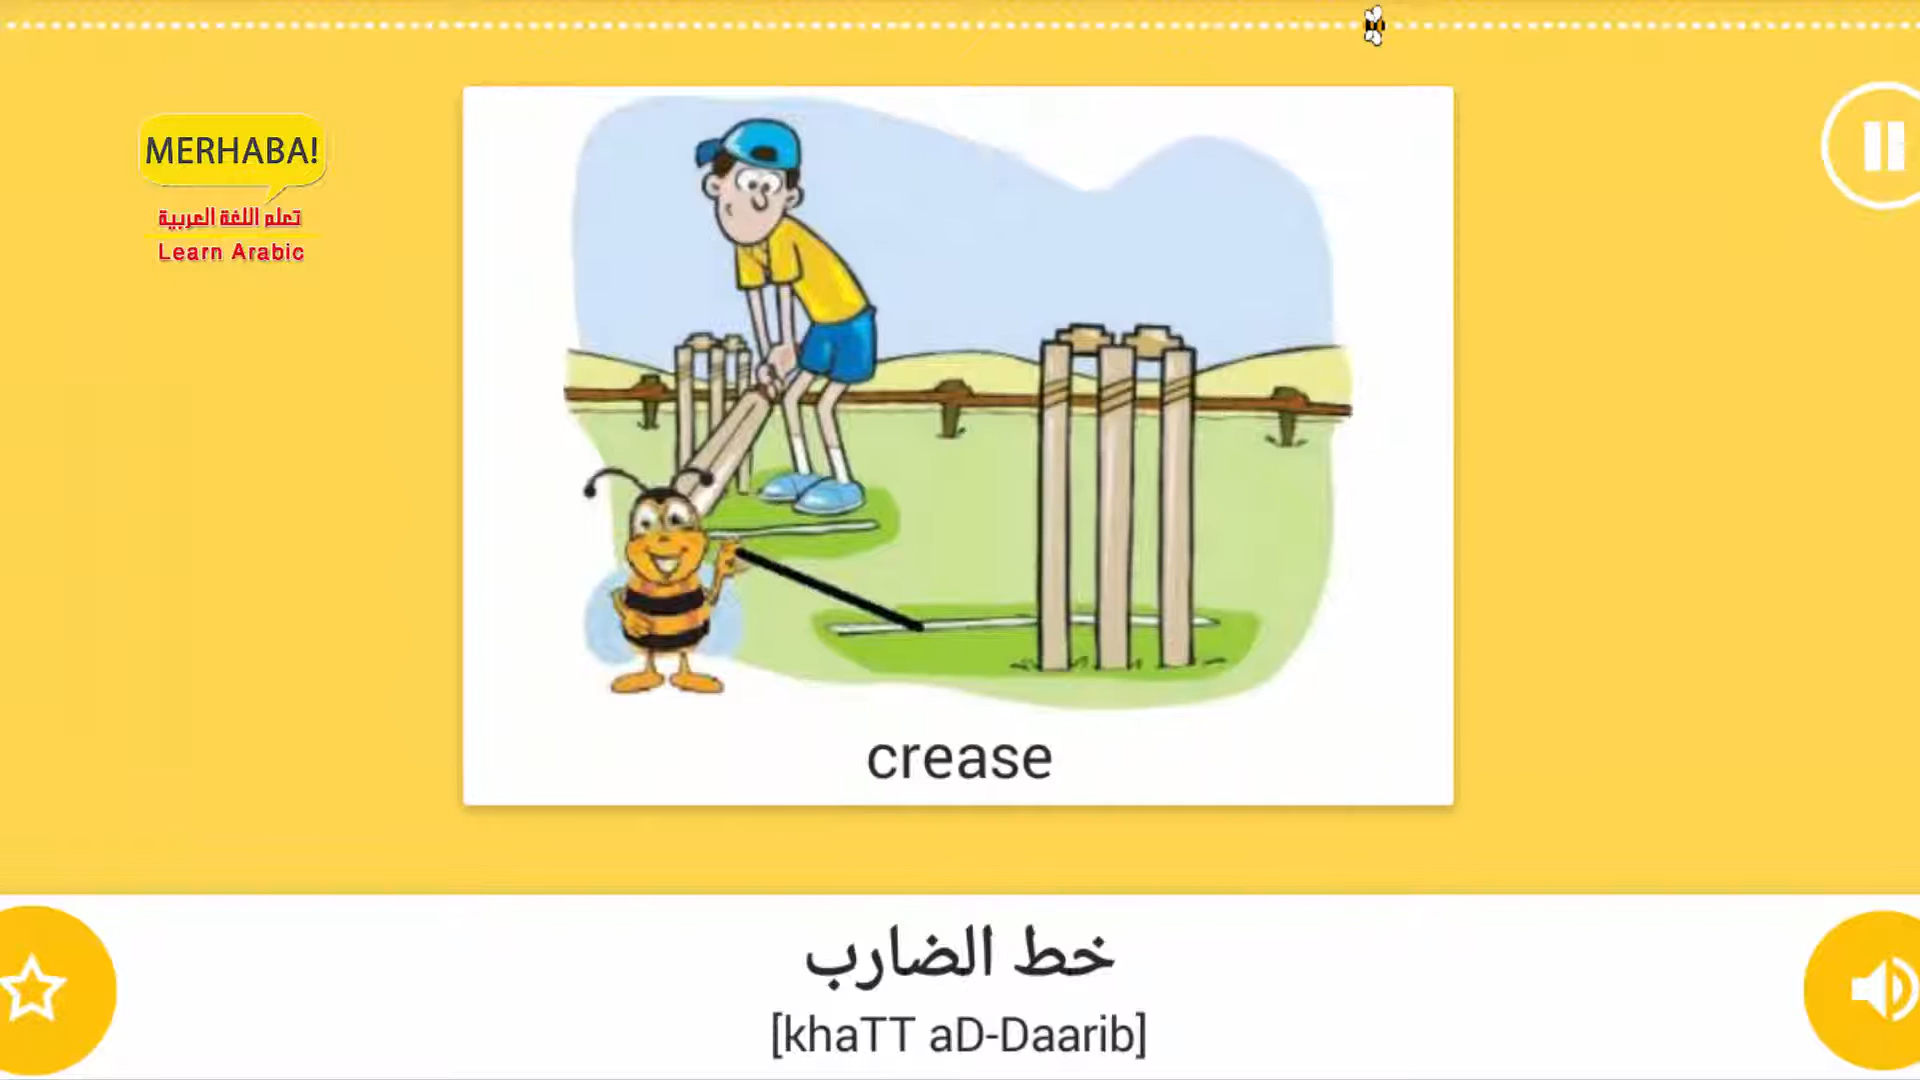 MERHABA!
تعلم اللغة العربية
Learn Arabic
crease
خط الضارب
[khaTT aD-Daarib]